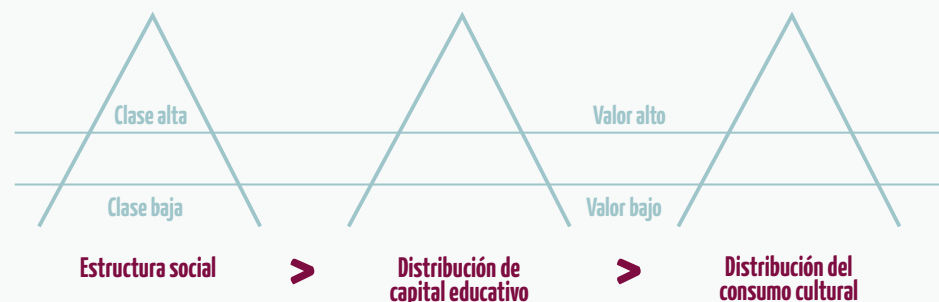 Clase alta
Valor alto
Clase baja
Valor bajo
Estructura social
>
Distribución de
capital educativo
>
Distribución del
consumo cultural